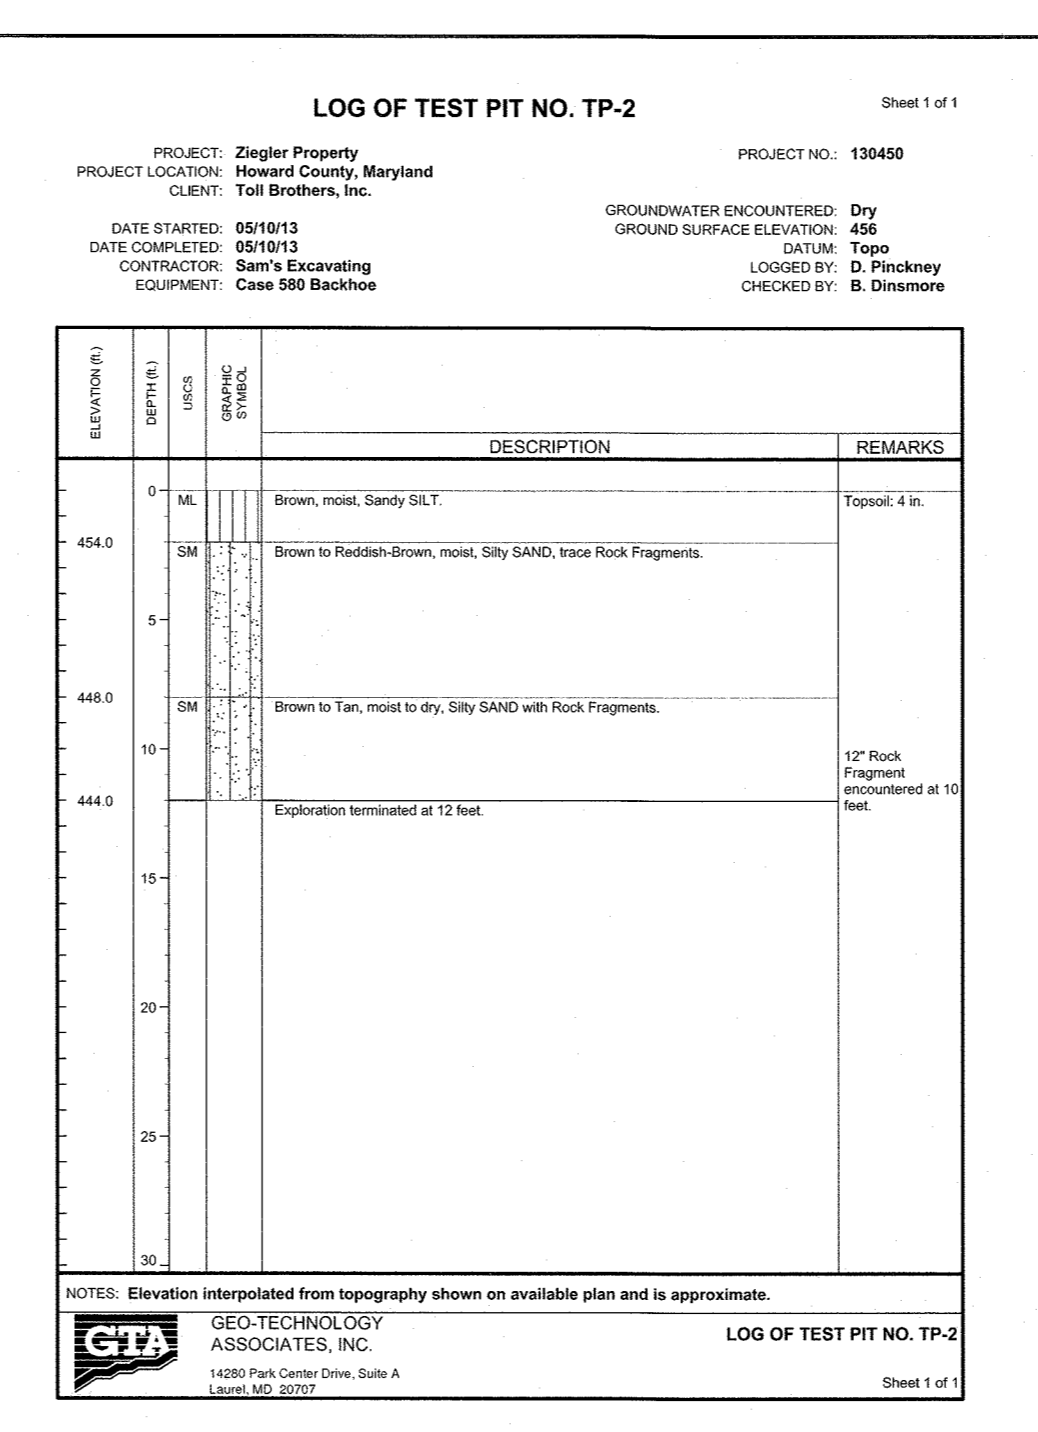 LOG OF TEST PIT NO. TP-2
Sheet 1 of 1
PROJECT: Ziegler Property
PROJECT LOCATION: Howard County, Maryland
CLIENT: Toll Brothers, Inc.
PROJECT NO.: 130450
DATE STARTED: 05/10/13
DATE COMPLETED: 05/10/13
CONTRACTOR: Sam's Excavating
EQUIPMENT: Case 580 Backhoe
GROUNDWATER ENCOUNTERED: Dry
GROUND SURFACE ELEVATION: 456
DATUM: Topo
LOGGED BY: D. Pinckney
CHECKED BY: B. Dinsmore
ELEVATION (ft.)
DEPTH (ft.)
USCS
GRAPHIC
SYMBOL
DESCRIPTION
REMARKS
0
ML
Brown, moist, Sandy SILT.
Topsoil: 4 in.
454.0
SM
Brown to Reddish-Brown, moist, Silty SAND, trace Rock Fragments.
5
448.0
SM
Brown to Tan, moist to dry, Silty SAND with Rock Fragments.
10
12" Rock
Fragment
encountered at 10
feet.
444.0
Exploration terminated at 12 feet.
15
20
25
30
NOTES: Elevation interpolated from topography shown on available plan and is approximate.
GTA
GEO-TECHNOLOGY
ASSOCIATES, INC.
14280 Park Center Drive, Suite A
Laurel, MD 20707
LOG OF TEST PIT NO. TP-2
Sheet 1 of 1